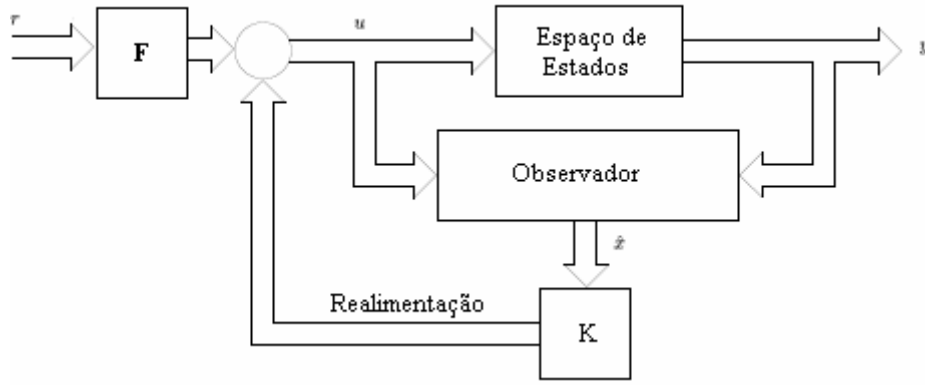 r
F
u
Espaço de
Estados
Observador
x̂
Realimentação
K